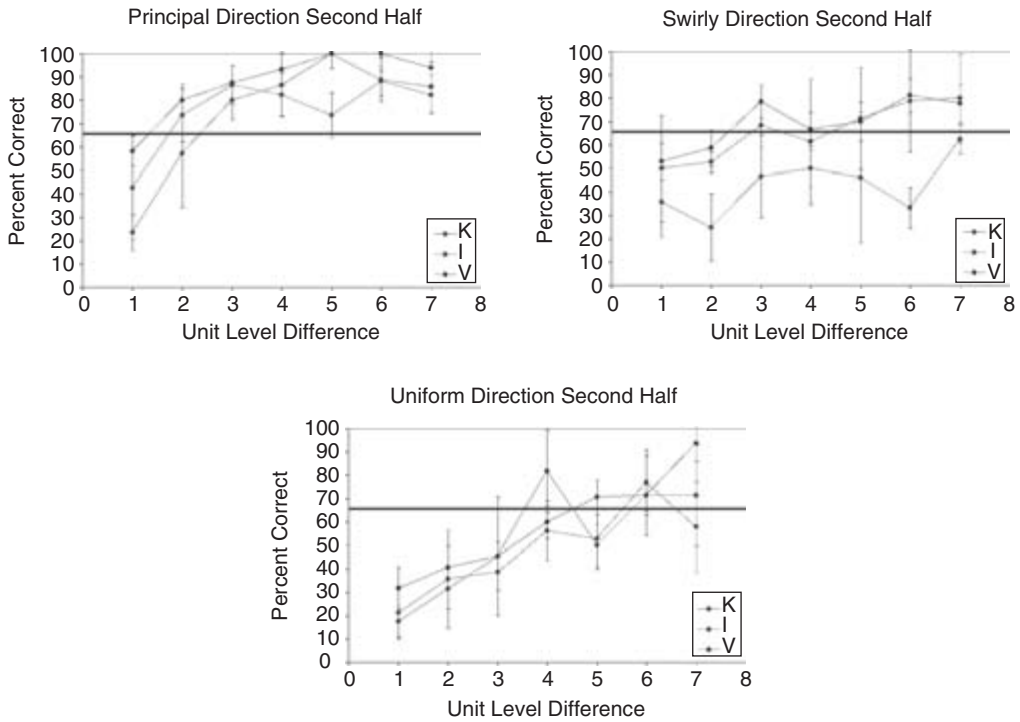 Principal Direction Second Half
Percent Correct
100
90
80
70
60
50
40
30
20
10
0
0 1 2 3 4 5 6 7 8
Unit Level Difference
K
I
V
Swirly Direction Second Half
Percent Correct
100
90
80
70
60
50
40
30
20
10
0
0 1 2 3 4 5 6 7 8
Unit Level Difference
K
I
V
Uniform Direction Second Half
Percent Correct
100
90
80
70
60
50
40
30
20
10
0
0 1 2 3 4 5 6 7 8
Unit Level Difference
K
I
V